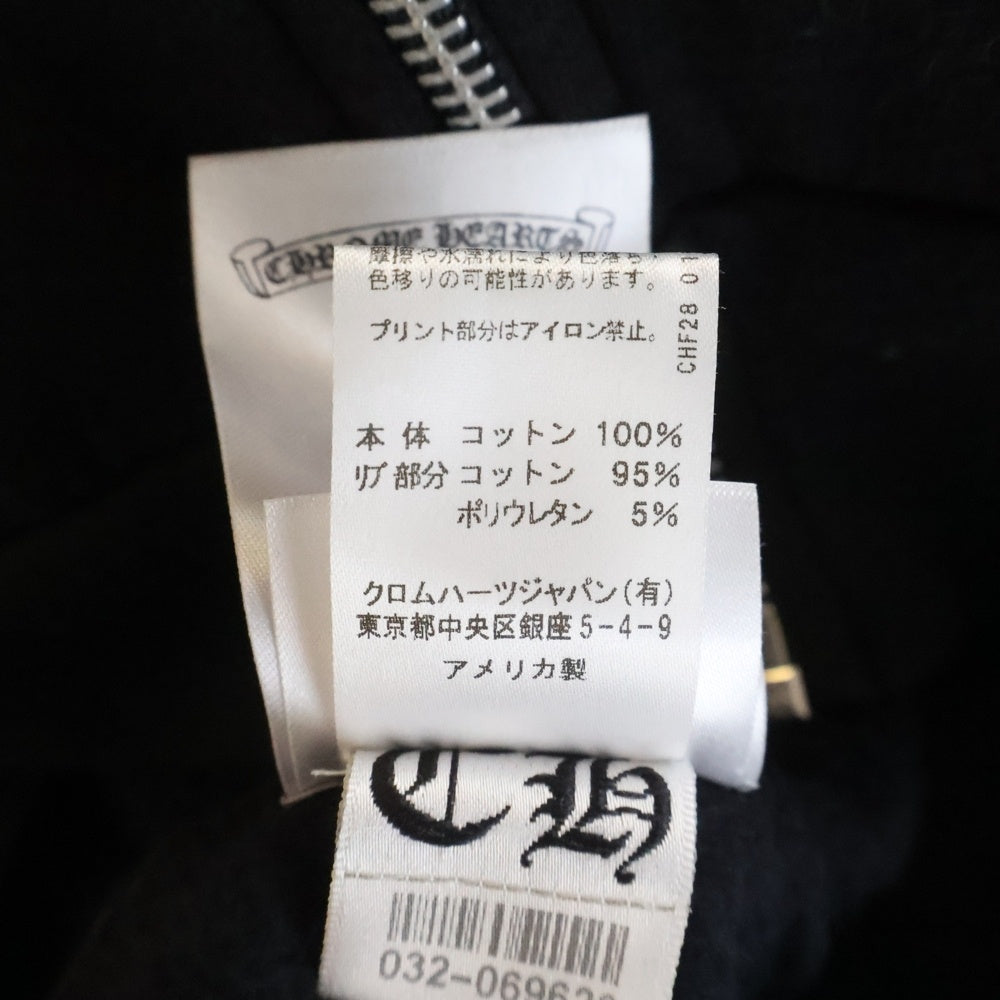 CHROME HEARTS
摩擦や水濡れにより色落ち・
色移りの可能性があります。
プリント部分はアイロン禁止。
CHF28 01
本 体 コットン 100%
リブ部分 コットン 95%
ポリウレタン 5%
クロムハーツジャパン(有)
東京都中央区銀座5-4-9
アメリカ製
CH